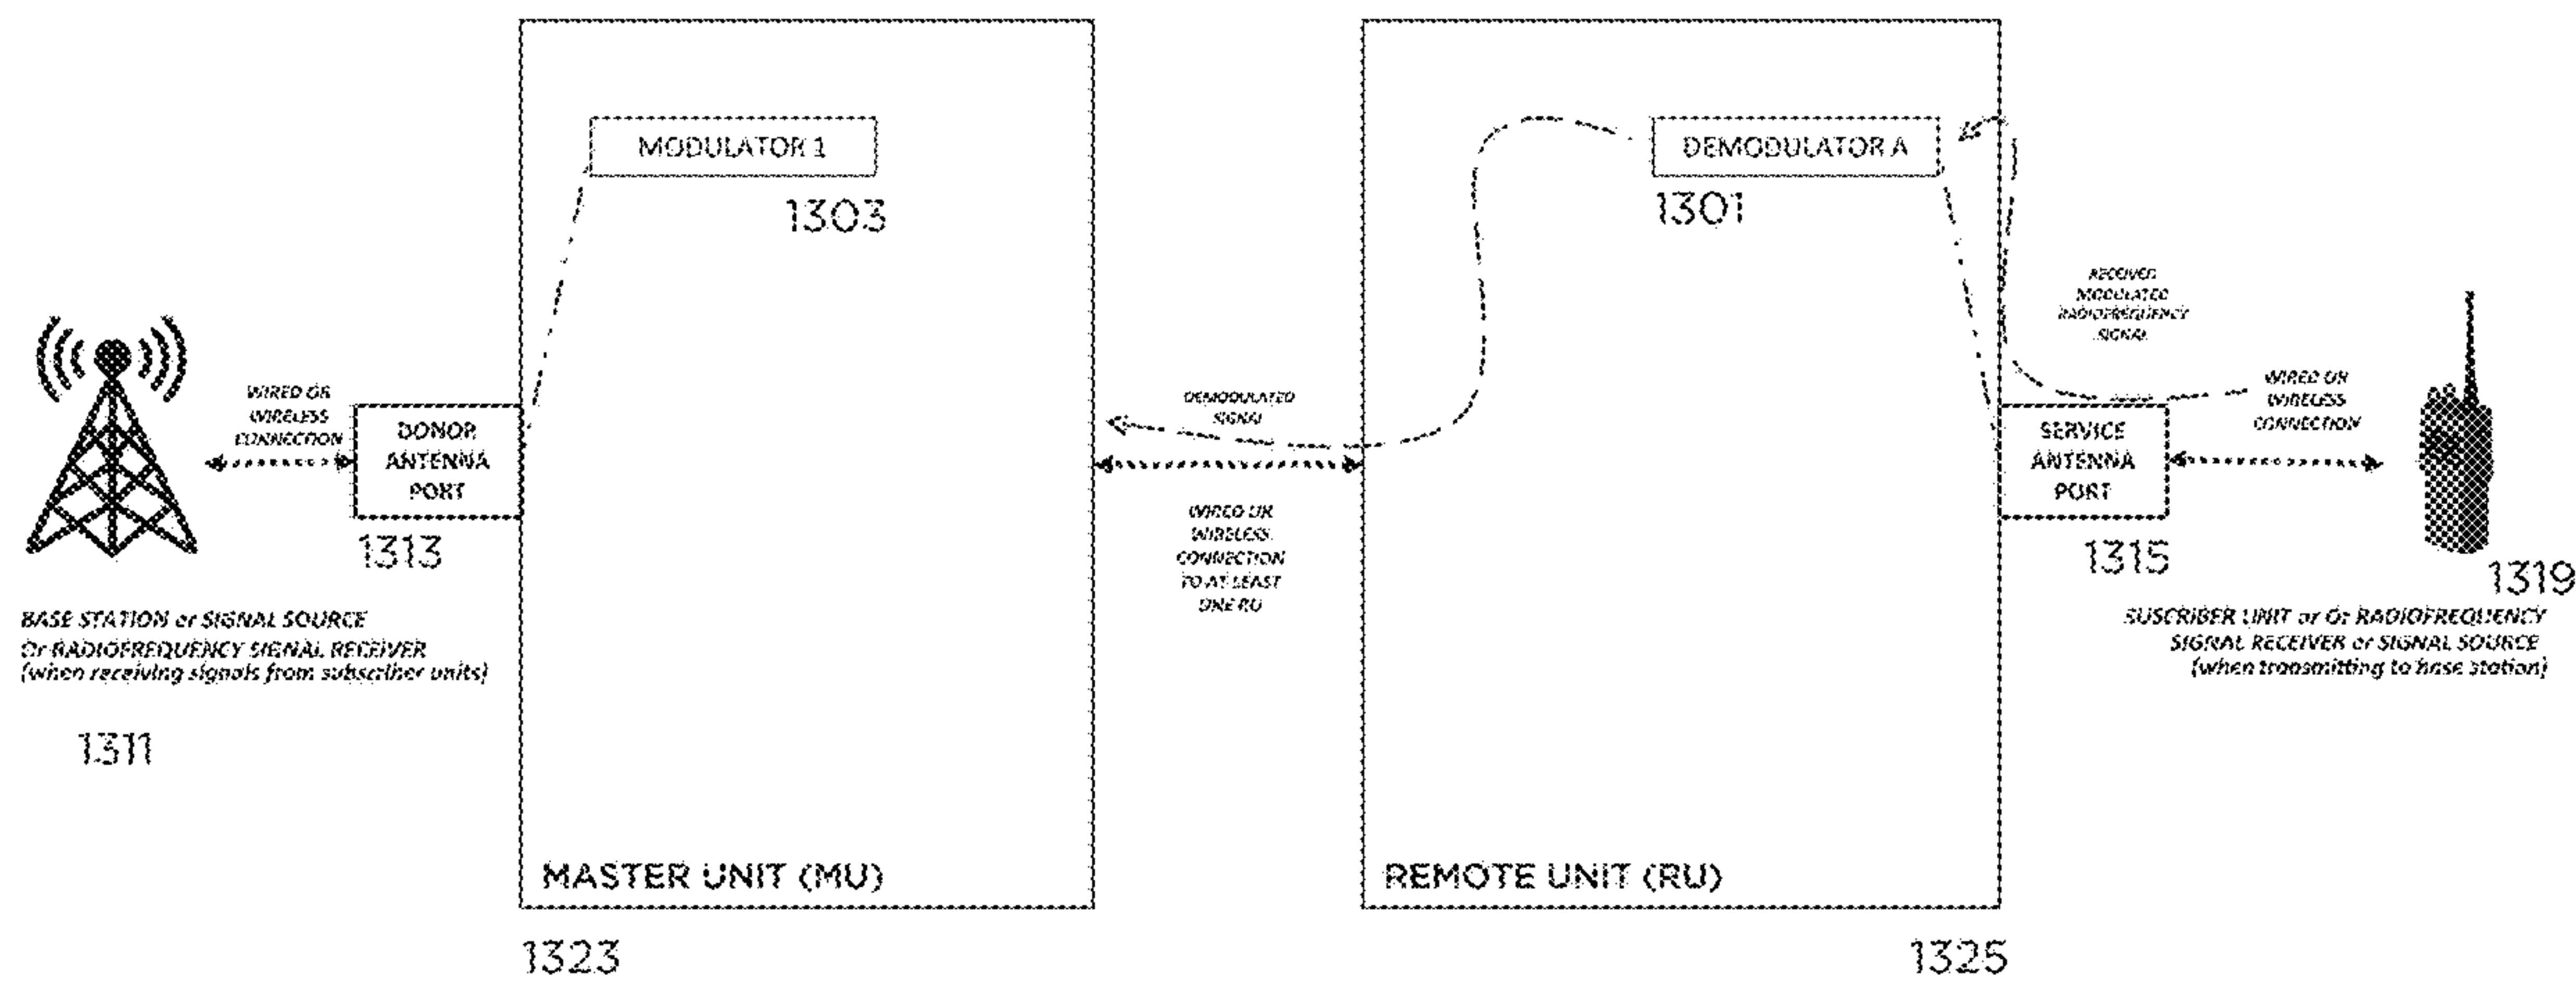 MODULATOR 1
1303
DEMODULATOR A
1301
RECEIVED
MODULATED
RADIOFREQUENCY
SIGNAL
WIRED OR
WIRELESS
CONNECTION
DONOR
ANTENNA
PORT
1313
DEMODULATED
SIGNAL
WIRED OR
WIRELESS
CONNECTION
TO AT LEAST
ONE RU
SERVICE
ANTENNA
PORT
1315
WIRED OR
WIRELESS
CONNECTION
1319
BASE STATION or SIGNAL SOURCE
Or RADIOFREQUENCY SIGNAL RECEIVER
(when receiving signals from subscriber units)
1311
SUSCRIBER UNIT or Or RADIOFREQUENCY
SIGNAL RECEIVER or SIGNAL SOURCE
(when transmitting to base station)
MASTER UNIT (MU)
1323
REMOTE UNIT (RU)
1325